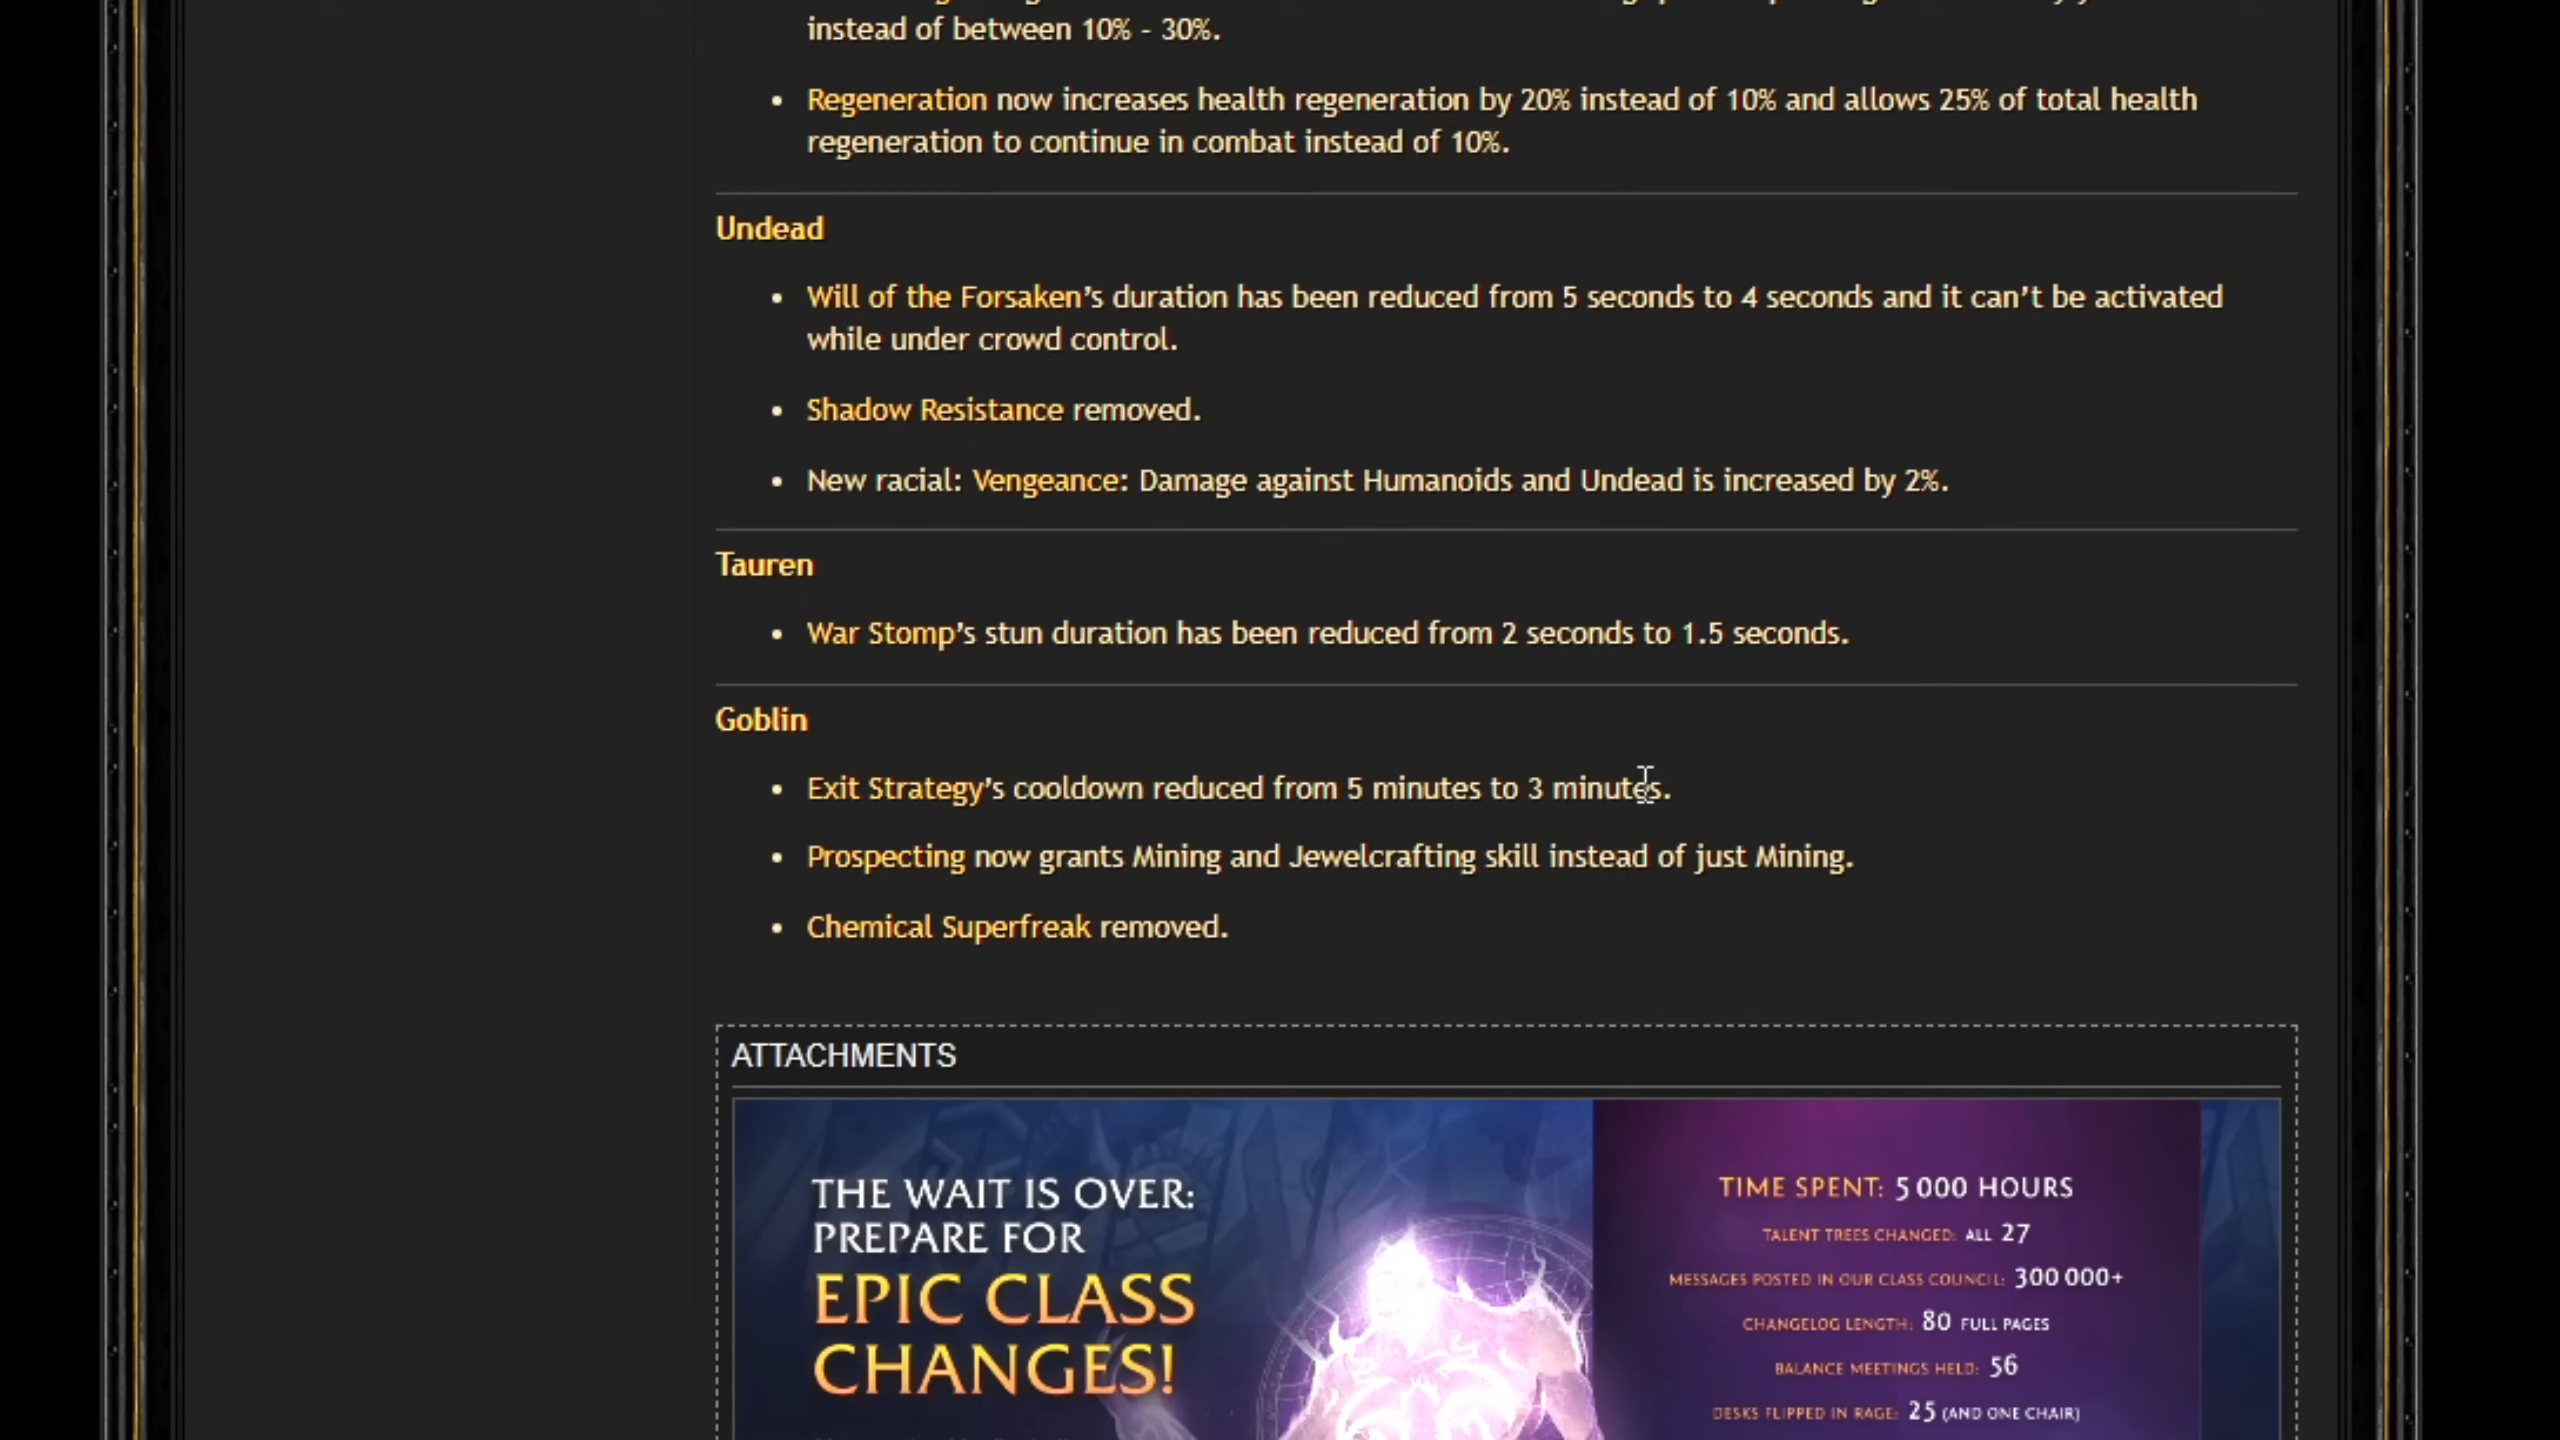 instead of between 10% - 30%.
• Regeneration now increases health regeneration by 20% instead of 10% and allows 25% of total health
regeneration to continue in combat instead of 10%.
Undead
• Will of the Forsaken’s duration has been reduced from 5 seconds to 4 seconds and it can’t be activated
while under crowd control.
• Shadow Resistance removed.
• New racial: Vengeance: Damage against Humanoids and Undead is increased by 2%.
Tauren
• War Stomp’s stun duration has been reduced from 2 seconds to 1.5 seconds.
Goblin
• Exit Strategy’s cooldown reduced from 5 minutes to 3 minutes.
• Prospecting now grants Mining and Jewelcrafting skill instead of just Mining.
• Chemical Superfreak removed.
ATTACHMENTS
THE WAIT IS OVER:
PREPARE FOR
EPIC CLASS
CHANGES!
TIME SPENT: 5 000 HOURS
TALENT TREES CHANGED: ALL 27
MESSAGES POSTED IN OUR CLASS COUNCIL: 300 000+
CHANGELOG LENGTH: 80 FULL PAGES
BALANCE MEETINGS HELD: 56
DESKS FLIPPED IN RAGE: 25 (AND ONE CHAIR)